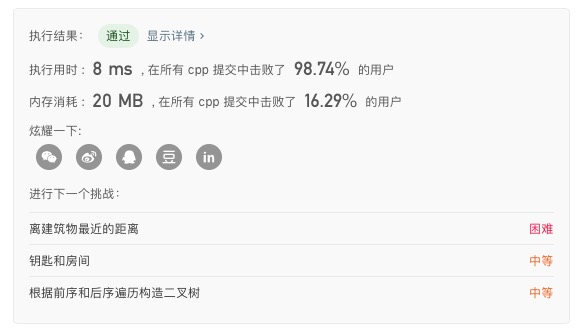 执行结果： 通过 显示详情 ›
执行用时 : 8 ms , 在所有 cpp 提交中击败了 98.74% 的用户
内存消耗 : 20 MB , 在所有 cpp 提交中击败了 16.29% 的用户
炫耀一下:
豆 in
进行下一个挑战：
离建筑物最近的距离 困难
钥匙和房间 中等
根据前序和后序遍历构造二叉树 中等